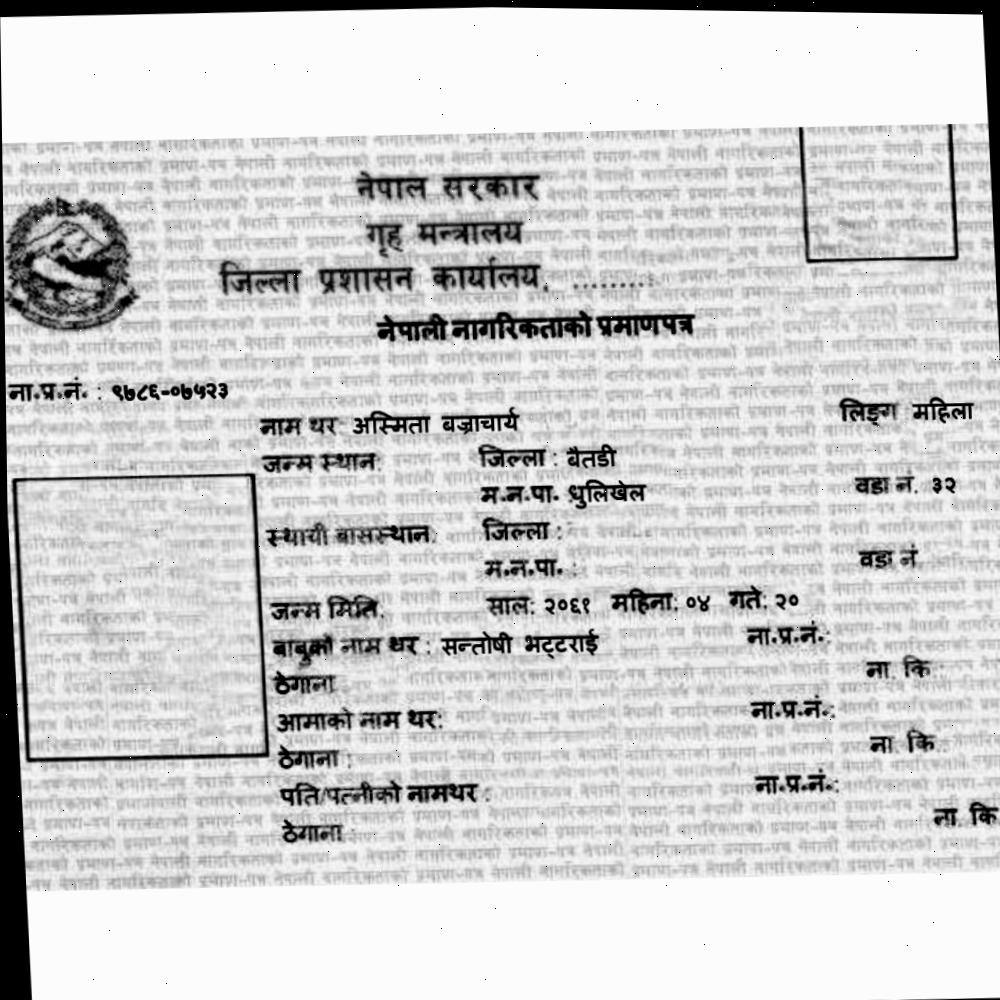 नेपाल सरकार
गृह मन्त्रालय
जिल्ला प्रशासन कार्यालय, .........
नेपाली नागरिकताको प्रमाणपत्र
ना.प्र.नं. : ९७८६-०७५२३
नाम थर: अस्मिता बज्राचार्य लिङ्ग महिला
जन्म स्थान: जिल्ला : बैतडी
म.न.पा. धुलिखेल वडा नं. ३२
स्थायी बासस्थान: जिल्ला :
म.न.पा. : वडा नं
जन्म मिति: साल: २०६१ महिना: ०४ गते: २०
बाबुको नाम थर : सन्तोषी भट्टराई ना.प्र.नं.:
ठेगाना ना. कि
आमाको नाम थर: ना.प्र.नं.:
ठेगाना : ना. कि
पति/पत्नीको नामथर : ना.प्र.नं.:
ठेगाना : ना. कि